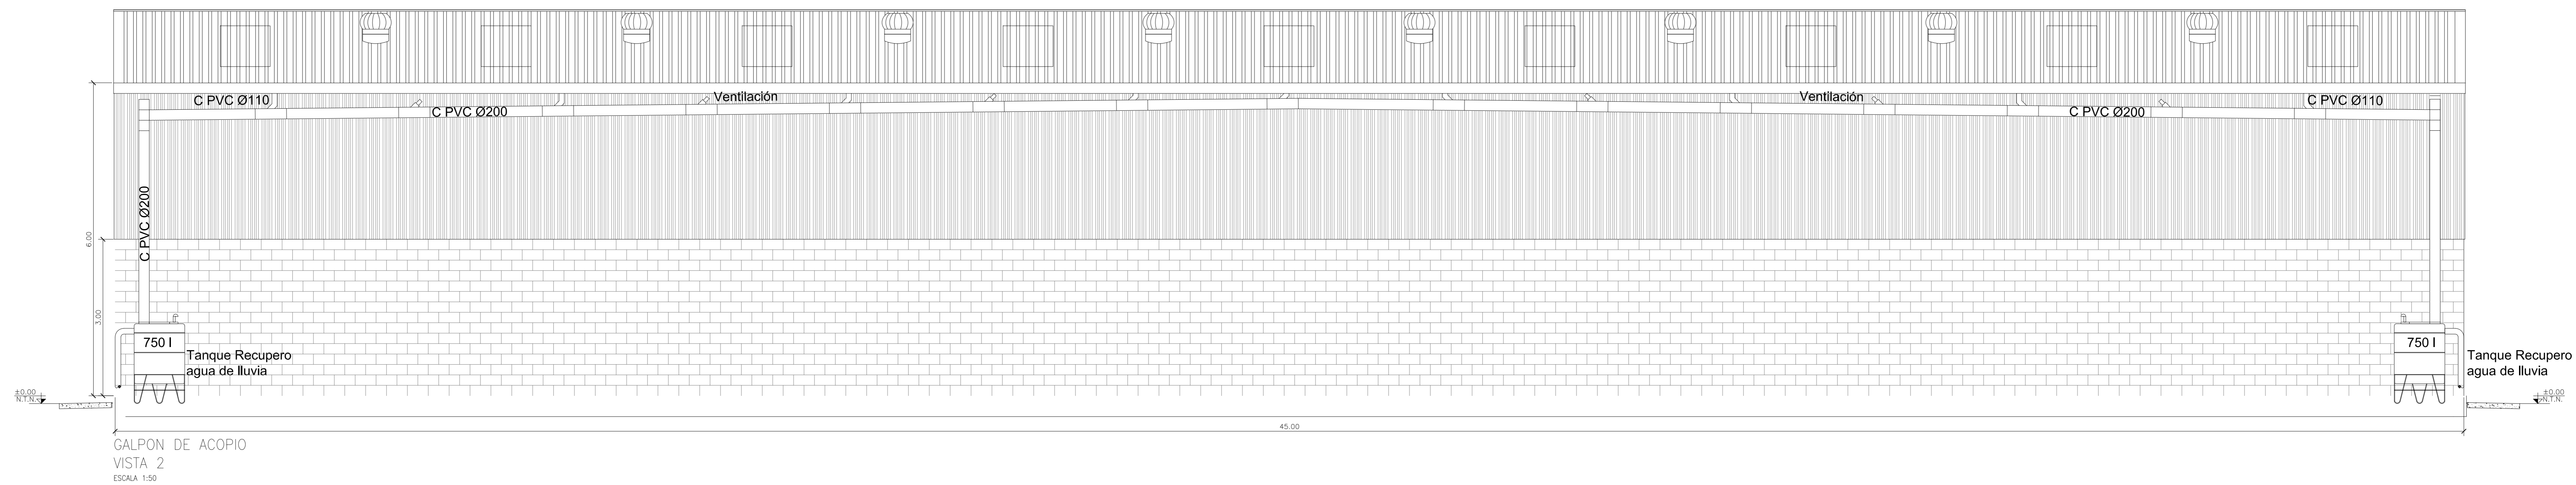 C PVC Ø110
C PVC Ø200
Ventilación
Ventilación
C PVC Ø200
C PVC Ø110
C PVC Ø200
6.00
3.00
750 l
Tanque Recupero
agua de lluvia
750 l
Tanque Recupero
agua de lluvia
±0.00
N.T.N.
±0.00
N.T.N.
45.00
GALPON DE ACOPIO
VISTA 2
ESCALA 1:50